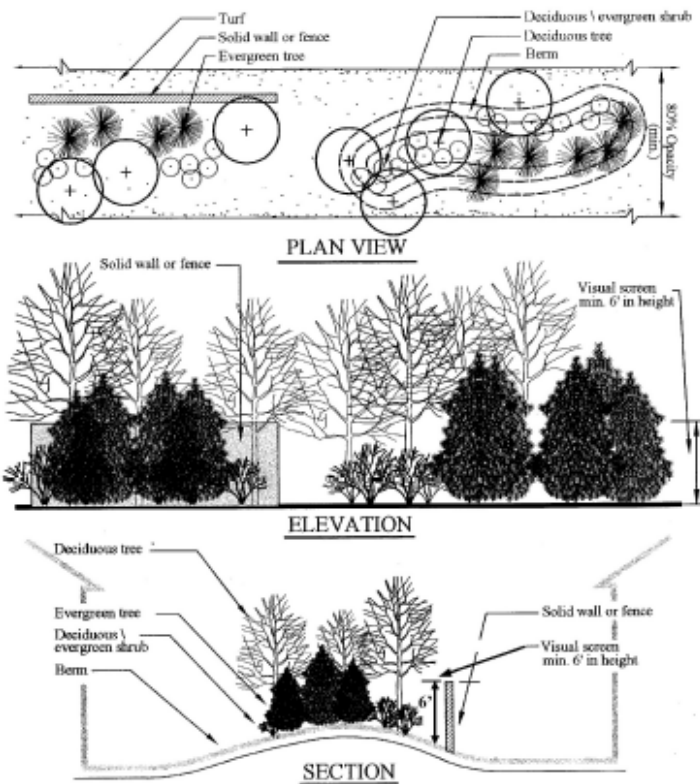 Turf
Solid wall or fence
Evergreen tree
Deciduous \ evergreen shrub
Deciduous tree
Berm
80% Opacity
(min.)
PLAN VIEW
Solid wall or fence
Visual screen
min. 6' in height
ELEVATION
Deciduous tree
Evergreen tree
Deciduous \
evergreen shrub
Berm
Solid wall or fence
Visual screen
min. 6' in height
6'
SECTION